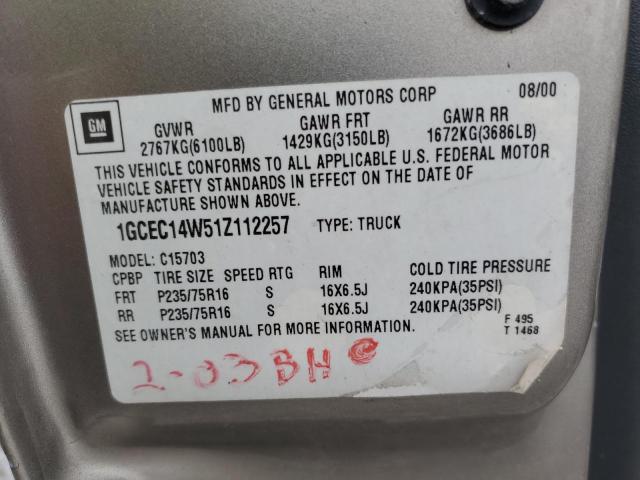 MFD BY GENERAL MOTORS CORP 08/00
GM
GVWR GAWR FRT GAWR RR
2767KG(6100LB) 1429KG(3150LB) 1672KG(3686LB)
THIS VEHICLE CONFORMS TO ALL APPLICABLE U.S. FEDERAL MOTOR
VEHICLE SAFETY STANDARDS IN EFFECT ON THE DATE OF
MANUFACTURE SHOWN ABOVE.
1GCEC14W51Z112257 TYPE: TRUCK
MODEL: C15703
CPBP TIRE SIZE SPEED RTG RIM COLD TIRE PRESSURE
FRT P235/75R16 S 16X6.5J 240KPA(35PSI)
RR P235/75R16 S 16X6.5J 240KPA(35PSI)
SEE OWNER'S MANUAL FOR MORE INFORMATION.
F 495
T 1468
2-03BH